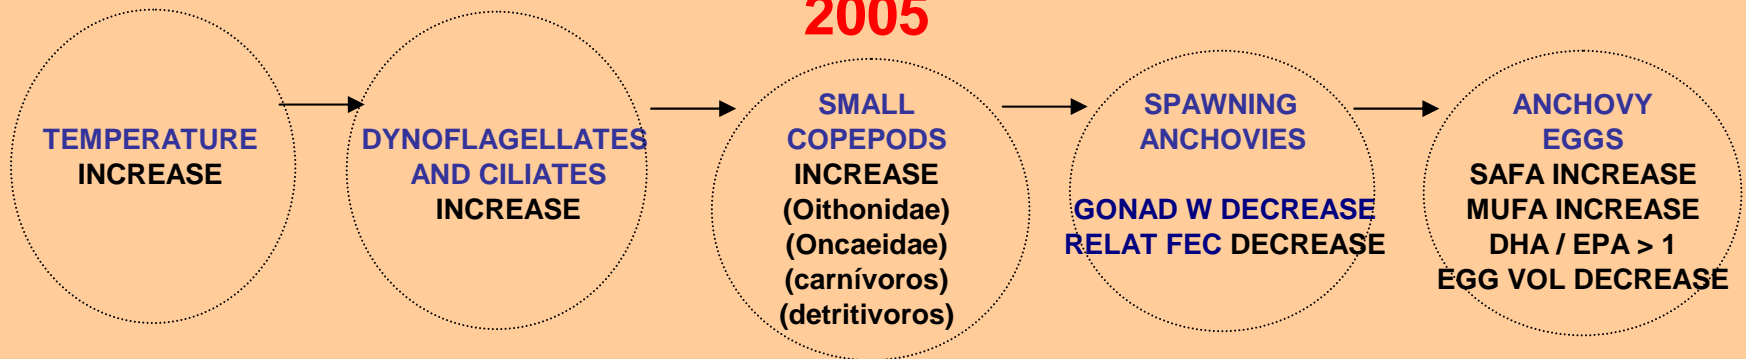 2005
TEMPERATURE
INCREASE
DYNOFLAGELLATES
AND CILIATES
INCREASE
SMALL
COPEPODS
INCREASE
(Oithonidae)
(Oncaeidae)
(carnívoros)
(detritivoros)
SPAWNING
ANCHOVIES
GONAD W DECREASE
RELAT FEC DECREASE
ANCHOVY
EGGS
SAFA INCREASE
MUFA INCREASE
DHA / EPA > 1
EGG VOL DECREASE